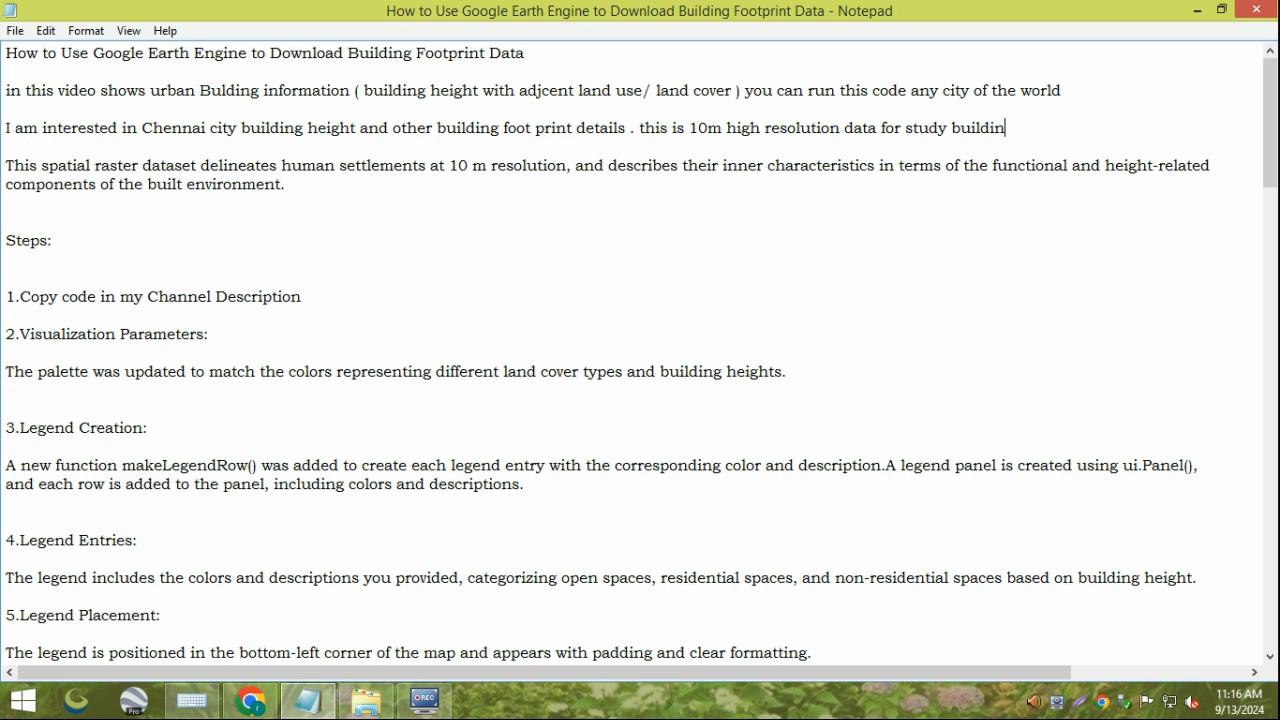 How to Use Google Earth Engine to Download Building Footprint Data - Notepad
File Edit Format View Help
How to Use Google Earth Engine to Download Building Footprint Data
in this video shows urban Bulding information ( building height with adjcent land use/ land cover ) you can run this code any city of the world
I am interested in Chennai city building height and other building foot print details . this is 10m high resolution data for study buildin
This spatial raster dataset delineates human settlements at 10 m resolution, and describes their inner characteristics in terms of the functional and height-related
components of the built environment.
Steps:
1.Copy code in my Channel Description
2.Visualization Parameters:
The palette was updated to match the colors representing different land cover types and building heights.
3.Legend Creation:
A new function makeLegendRow() was added to create each legend entry with the corresponding color and description.A legend panel is created using ui.Panel(),
and each row is added to the panel, including colors and descriptions.
4.Legend Entries:
The legend includes the colors and descriptions you provided, categorizing open spaces, residential spaces, and non-residential spaces based on building height.
5.Legend Placement:
The legend is positioned in the bottom-left corner of the map and appears with padding and clear formatting.
Pro
REC
11:16 AM
9/13/2024